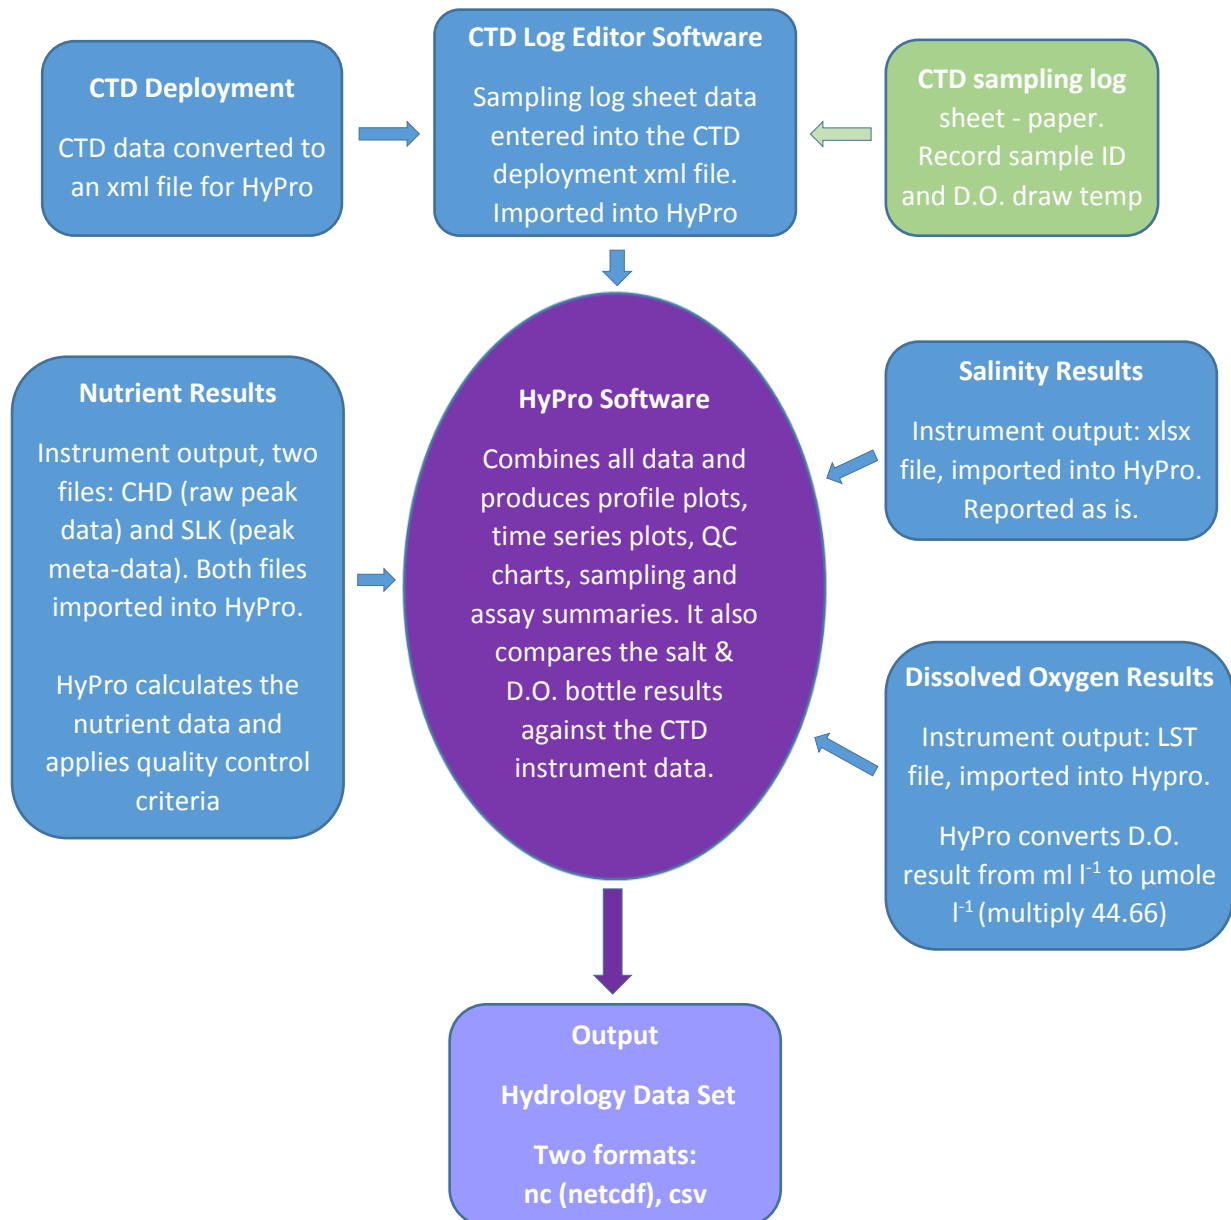 CTD Deployment
CTD data converted to
an xml file for HyPro
CTD Log Editor Software
Sampling log sheet data
entered into the CTD
deployment xml file.
Imported into HyPro
CTD sampling log
sheet - paper.
Record sample ID
and D.O. draw temp
Nutrient Results
Instrument output, two
files: CHD (raw peak
data) and SLK (peak
meta-data). Both files
imported into HyPro.
HyPro calculates the
nutrient data and
applies quality control
criteria
HyPro Software
Combines all data and
produces profile plots,
time series plots, QC
charts, sampling and
assay summaries. It also
compares the salt &
D.O. bottle results
against the CTD
instrument data.
Salinity Results
Instrument output: xlsx
file, imported into HyPro.
Reported as is.
Dissolved Oxygen Results
Instrument output: LST
file, imported into Hypro.
HyPro converts D.O.
result from ml l⁻¹ to µmole
l⁻¹ (multiply 44.66)
Output
Hydrology Data Set
Two formats:
nc (netcdf), csv